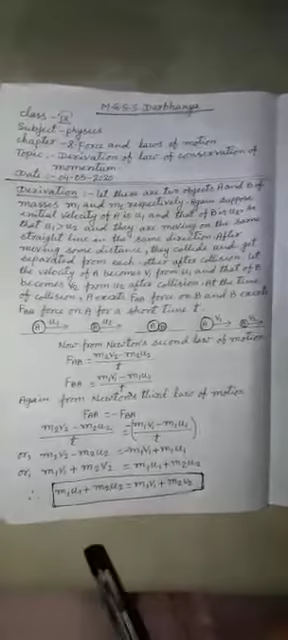 M.G.S.S Darbhanga
class - IX
Subject - physics
chapter - 8. Force and laws of motion
Topic :- Derivation of law of conservation of
momentum
Date :- 04-05-2020
Derivation :- let there are two objects A and B of
masses m₁ and m₂ respectively. Again suppose
initial velocity of A is u₁ and that of B is u₂, so
that u₁ > u₂ and they are moving on the same
straight line in the same direction. After
moving some distance, they collide and get
separated from each other after collision. let
the velocity of A becomes v₁ from u₁ and that of B
becomes v₂ from u₂ after collision. At the time
of collision, A exerts FAB force on B and B exerts
FBA force on A for a short time t.
A u₁ B u₂ A B A v₁ B v₂
Now from Newton's second law of motion
FAB = m₂v₂ - m₂u₂ / t
FBA = m₁v₁ - m₁u₁ / t
Again from Newton's third law of motion
FAB = - FBA
m₂v₂ - m₂u₂ / t = - (m₁v₁ - m₁u₁ / t)
or, m₂v₂ - m₂u₂ = -m₁v₁ + m₁u₁
or, m₁v₁ + m₂v₂ = m₁u₁ + m₂u₂
∴ m₁u₁ + m₂u₂ = m₁v₁ + m₂v₂